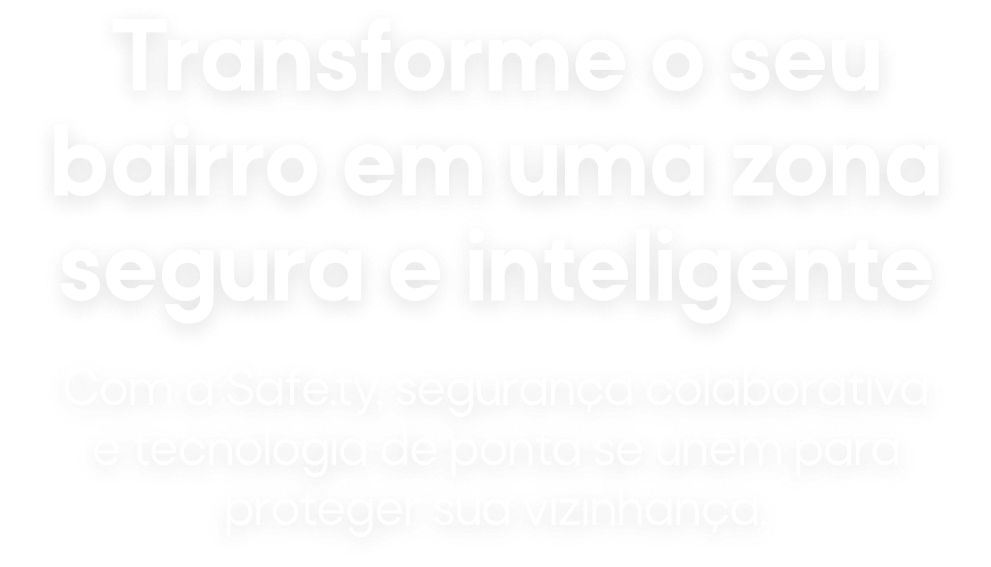 Transforme o seu
bairro em uma zona
segura e inteligente
Com a Safe.ty, segurança colaborativa
e tecnologia de ponta se unem para
proteger sua vizinhança